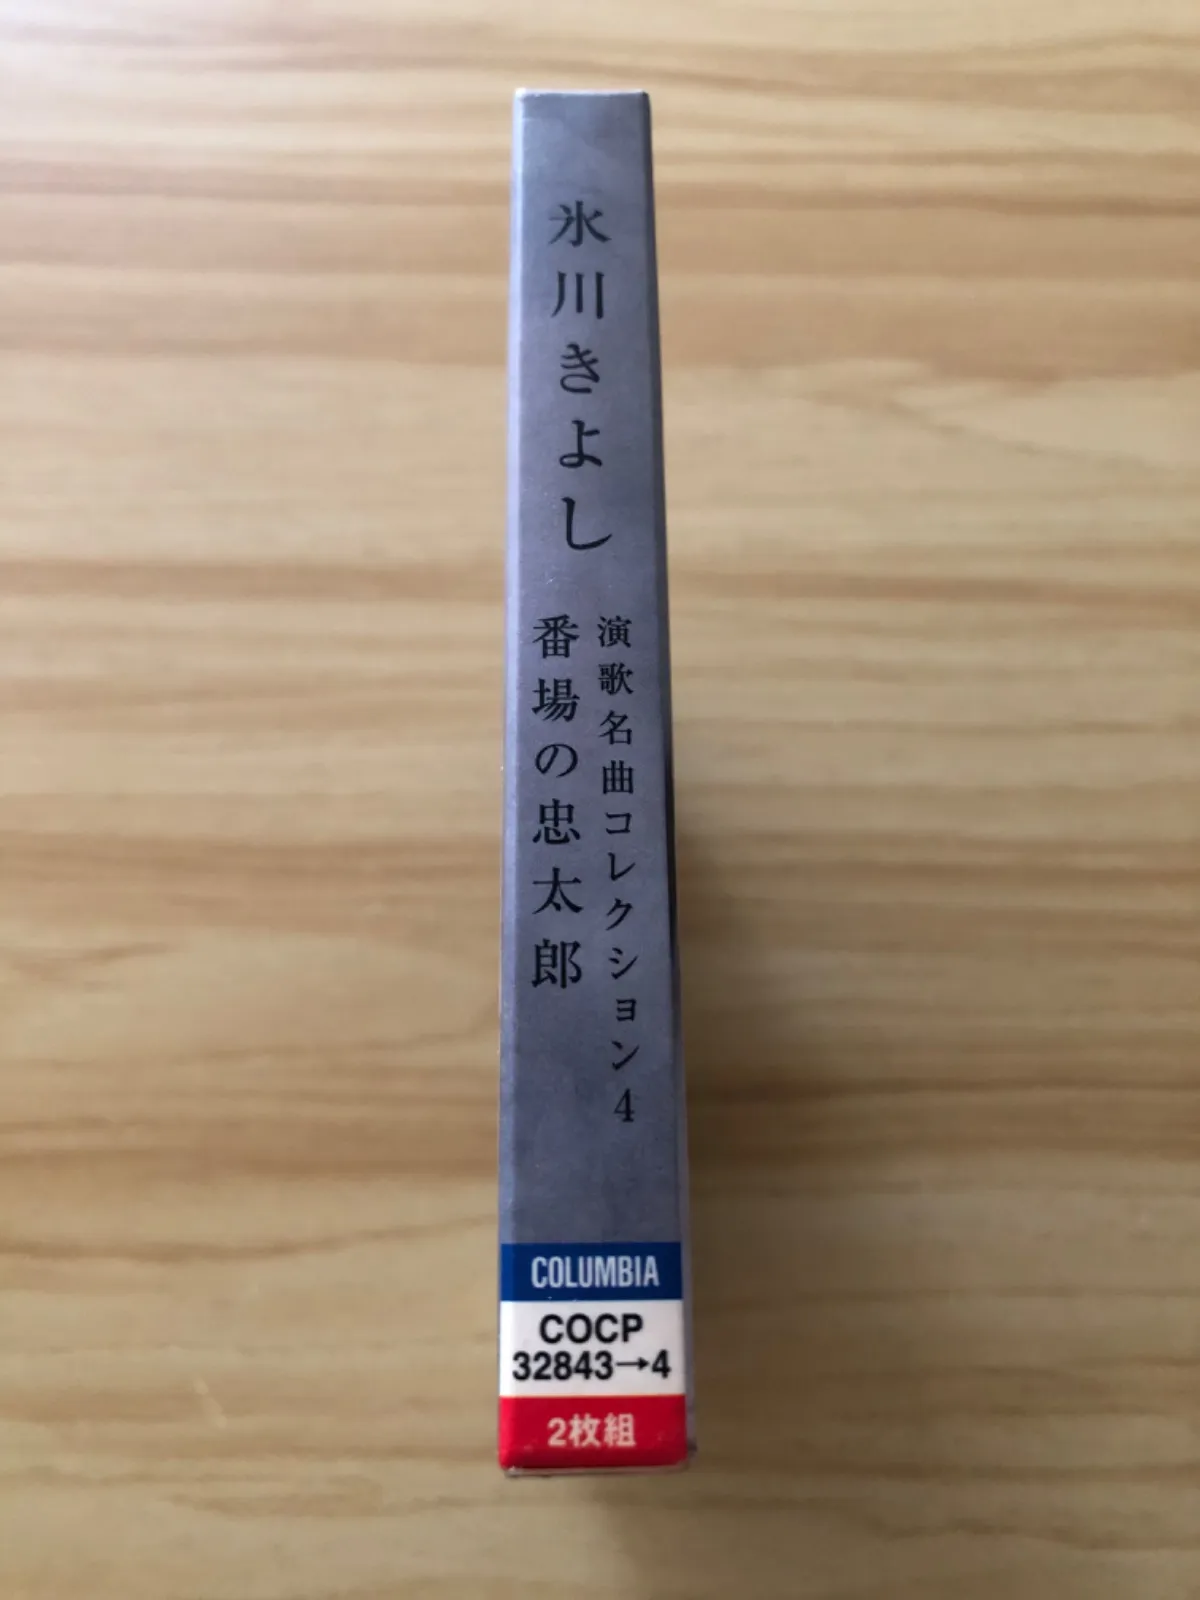 氷川きよし
演歌名曲コレクション4
番場の忠太郎
COLUMBIA
COCP
32843→4
2枚組